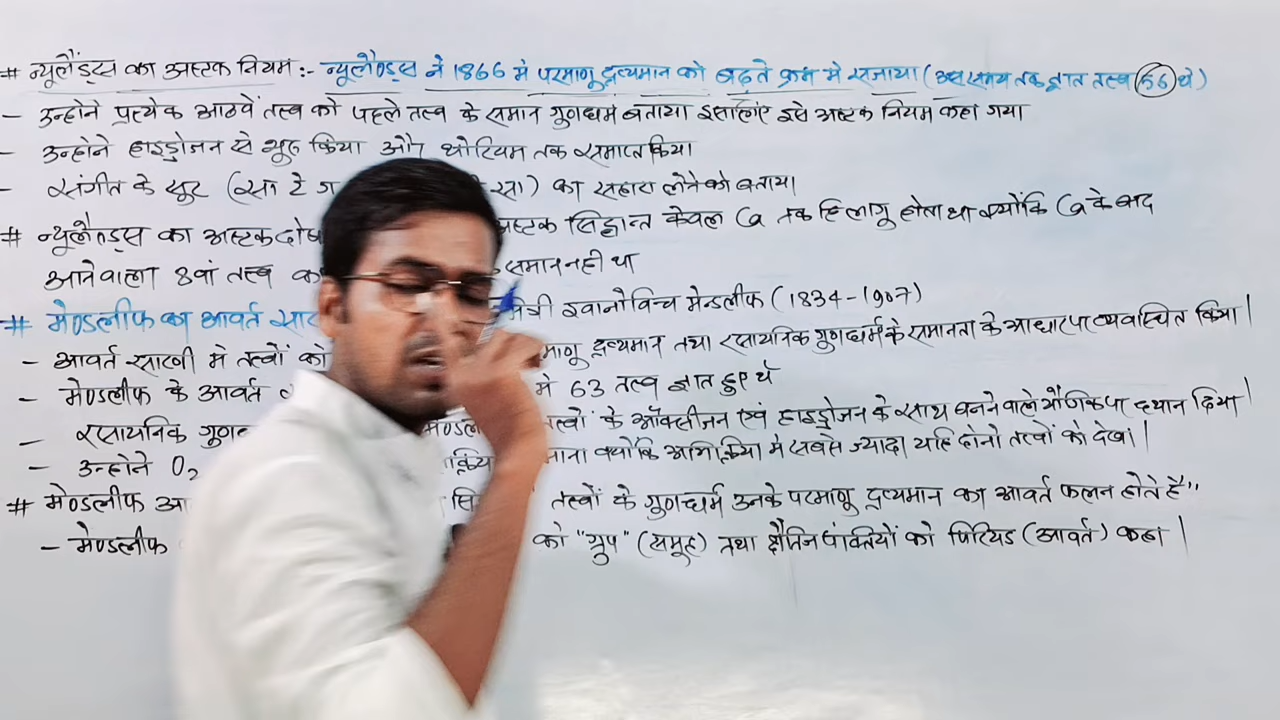 # न्यूलैंड्स का अष्टक नियम :- न्यूलैण्ड्स ने 1866 में परमाणु द्रव्यमान को बढ़ते क्रम में सजाया (उस समय तक ज्ञात तत्व 56 थे)
- उन्होने प्रत्येक आठवें तत्व को पहले तत्व के समान गुणधर्म बताया इसलिए इसे अष्टक नियम कहा गया
- उन्होने हाइड्रोजन से शुरु किया और थोरियम तक समाप्त किया
- संगीत के सुर (सा रे ग सा) का सहारा लेने को बताया।
# न्यूलैण्ड्स का अष्टक दोष अष्टक सिद्वान्त केवल Ca तक हि लागु होता था क्योंकि Ca के बाद
आनेवाला 8वां तत्व का समान नही था
# मेण्डलीफ का आवर्त सार इवानोविच मेन्डलीफ (1834-1907)
- आवर्त सारणी मे तत्वों को द्रव्यमान तथा रसायनिक गुणधर्म के समानता के आधार पर व्यवस्थित किया|
- मेण्डलीफ के आवर्त मे 63 तत्व ज्ञात हुए थे
- रसायनिक गुण तत्वों के ऑक्सीजन एवं हाइड्रोजन के साथ बनने वाले यौगिक पर ध्यान दिया|
- उन्होने O2 माना क्योंकि अभिक्रिया मे सबसे ज्यादा यहि दोनो तत्वों को देखा|
# मेण्डलीफ आ तत्वों के गुणधर्म उनके परमाणु द्रव्यमान का आवर्त फलन होते है"
- मेण्डलीफ को "ग्रुप" (समूह) तथा क्षैतिज पंक्तियों को पिरियड (आवर्त) कहा|